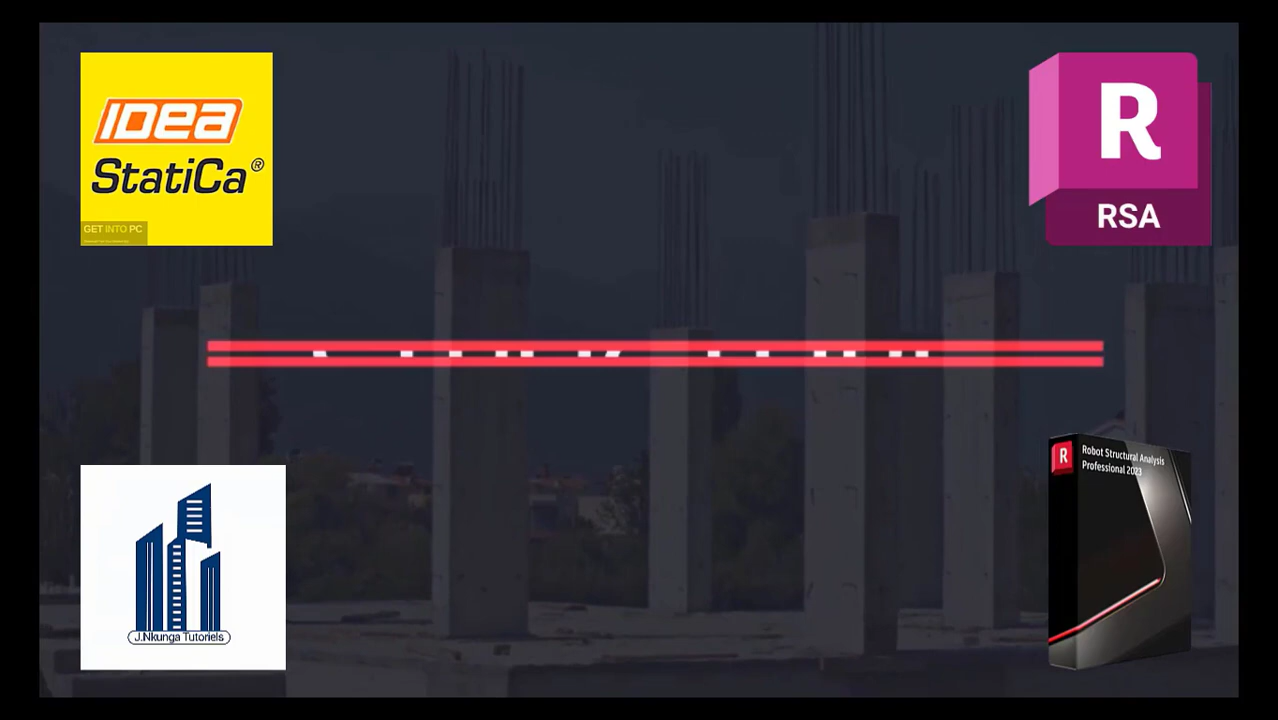 IDEA
StatiCa®
GET INTO PC
R
RSA
J.Nkunga Tutoriels
R
Robot Structural Analysis
Professional 2023